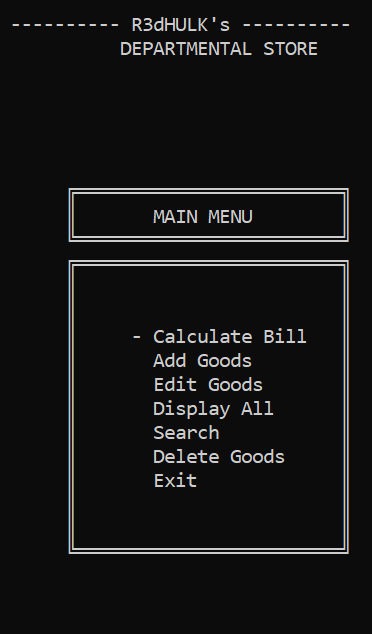 ---------- R3dHULK's ----------
DEPARTMENTAL STORE
MAIN MENU
- Calculate Bill
Add Goods
Edit Goods
Display All
Search
Delete Goods
Exit